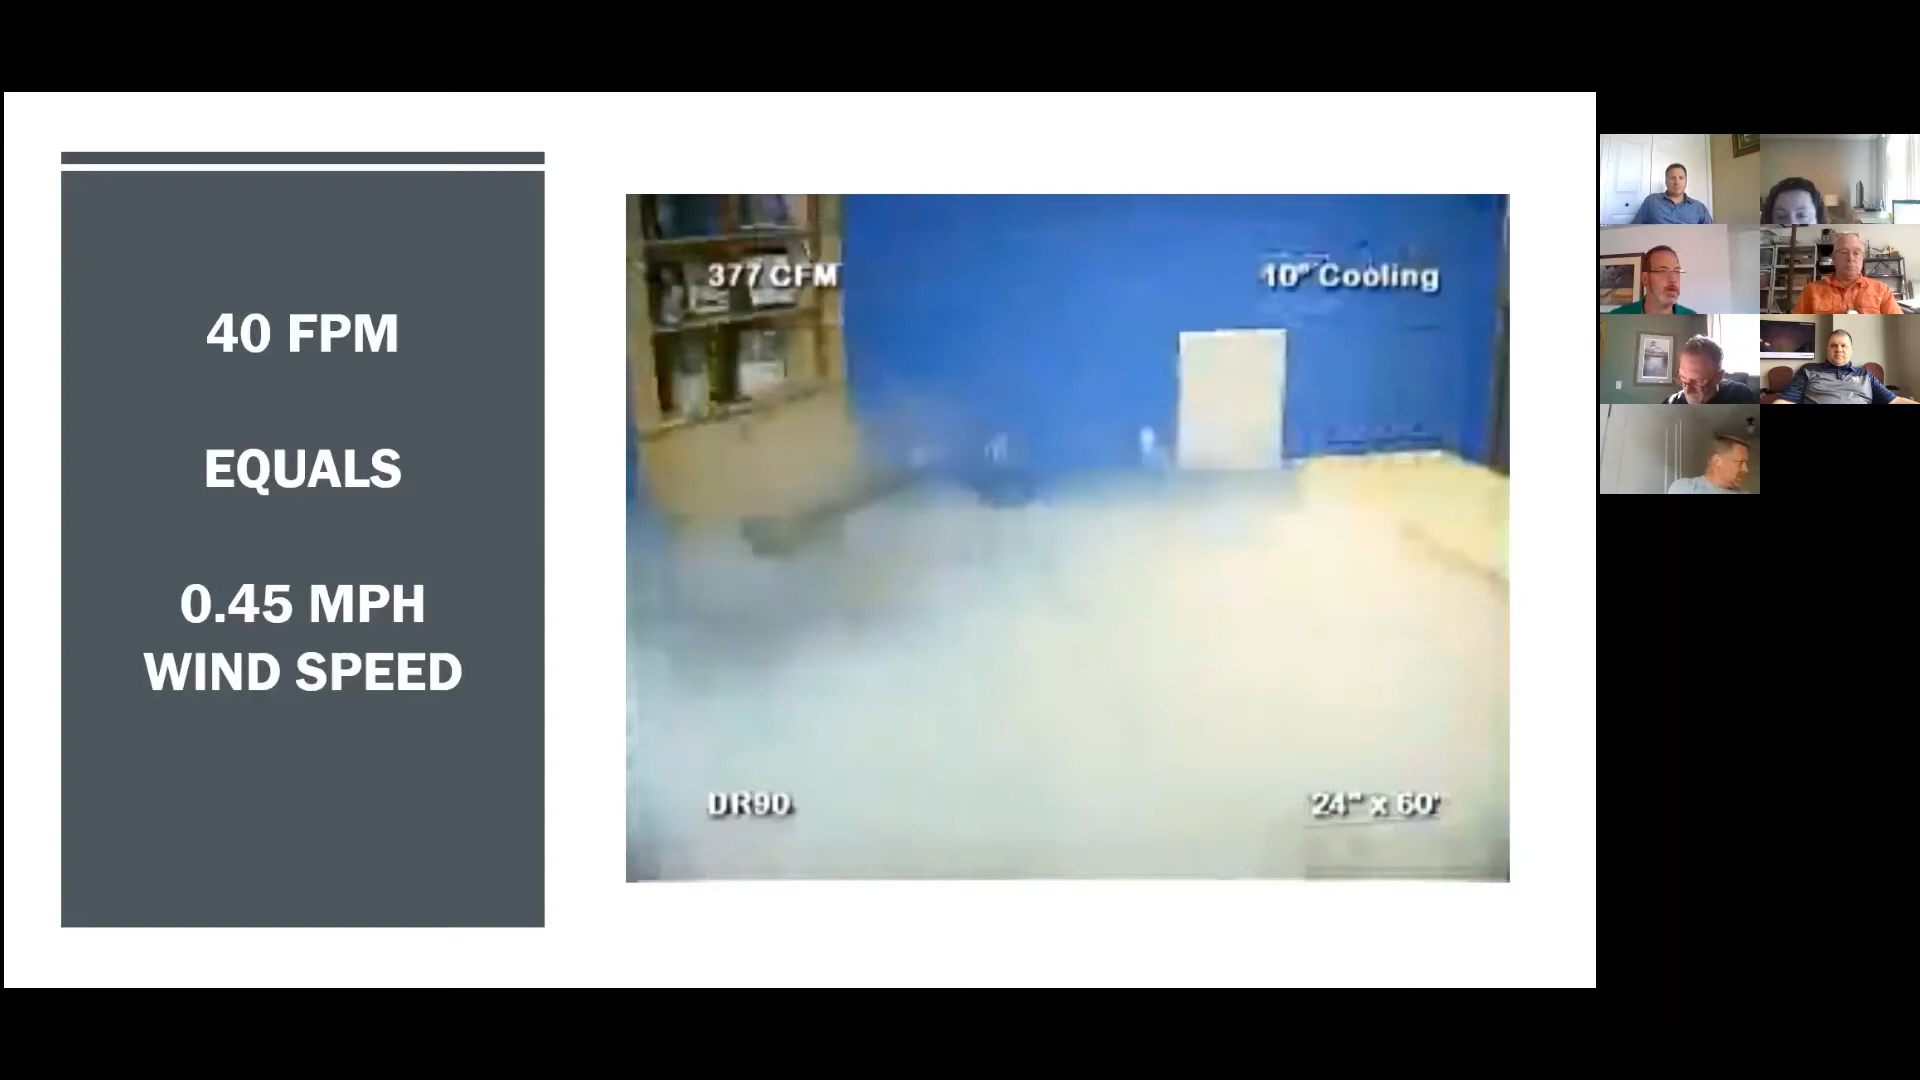 40 FPM
EQUALS
0.45 MPH
WIND SPEED
377 CFM
10° Cooling
DR90
24" x 60"